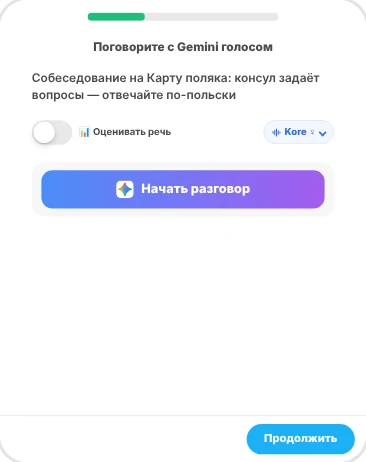 Поговорите с Gemini голосом
Собеседование на Карту поляка: консул задаёт
вопросы — отвечайте по-польски
📊 Оценивать речь
Kore ♀
Начать разговор
Продолжить